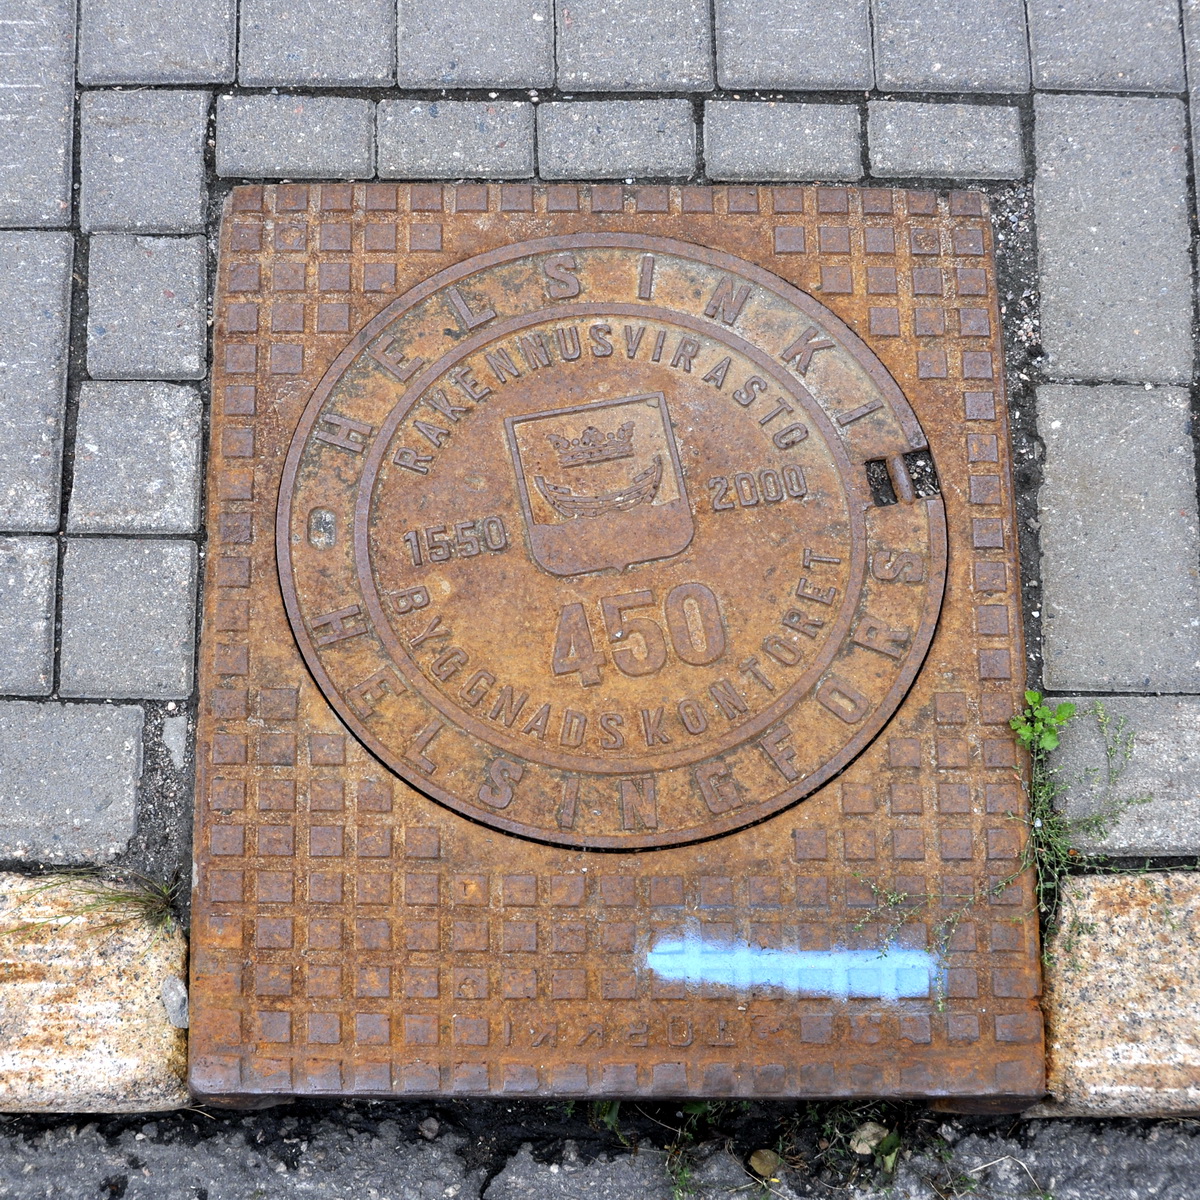 HELSINKI
RAKENNUSVIRASTO
1550 2000
450
BYGGNADSKONTORET
HELSINGFORS